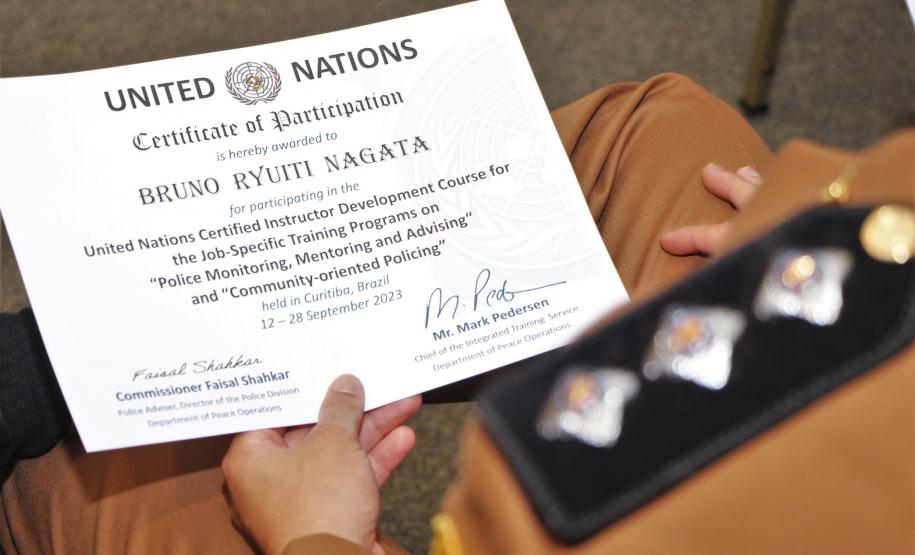 UNITED NATIONS
Certificate of Participation
is hereby awarded to
BRUNO RYUITI NAGATA
for participating in the
United Nations Certified Instructor Development Course for
the Job-Specific Training Programs on
“Police Monitoring, Mentoring and Advising“
and “Community-oriented Policing”
held in Curitiba, Brazil
12 – 28 September 2023
M. Ped
Mr. Mark Pedersen
Chief of the Integrated Training Service
Department of Peace Operations
Faisal Shahkar
Commissioner Faisal Shahkar
Police Adviser, Director of the Police Division
Department of Peace Operations